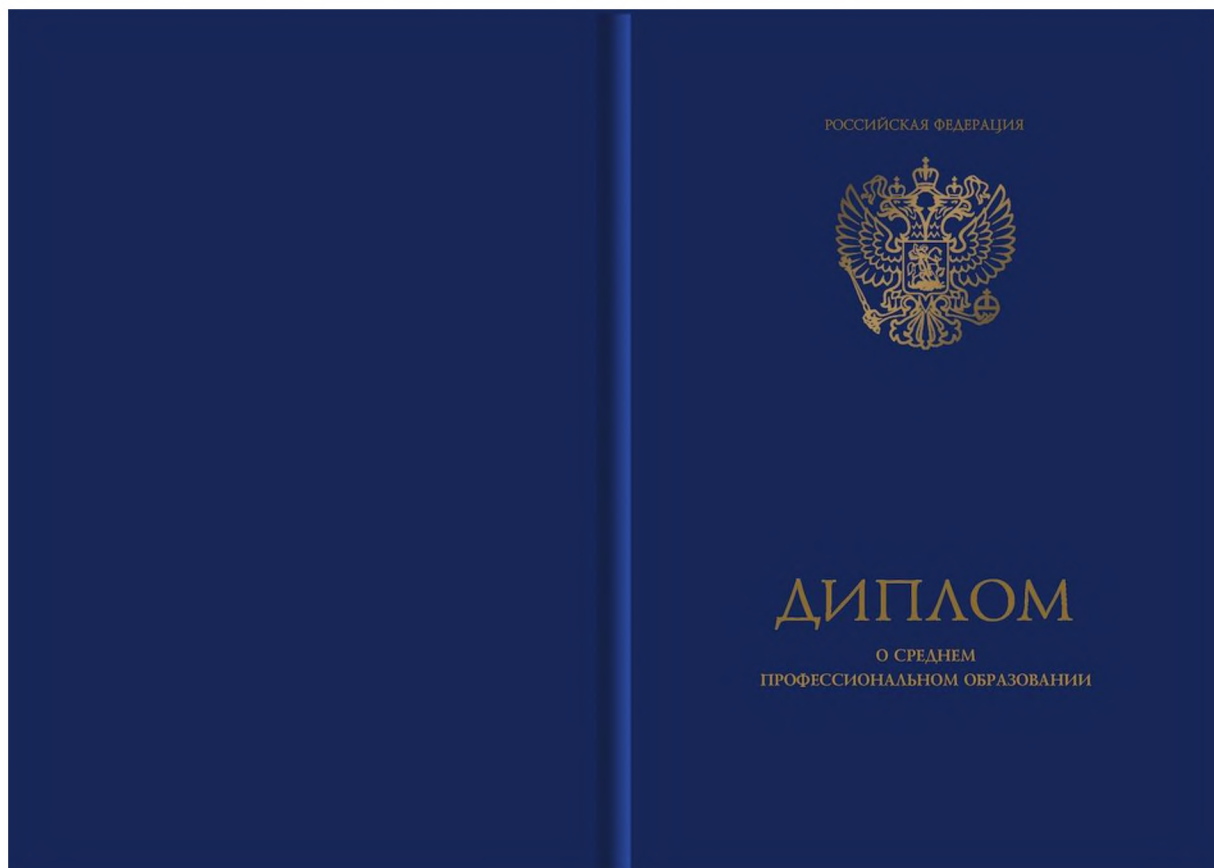 РОССИЙСКАЯ ФЕДЕРАЦИЯ
ДИПЛОМ
О СРЕДНЕМ
ПРОФЕССИОНАЛЬНОМ ОБРАЗОВАНИИ